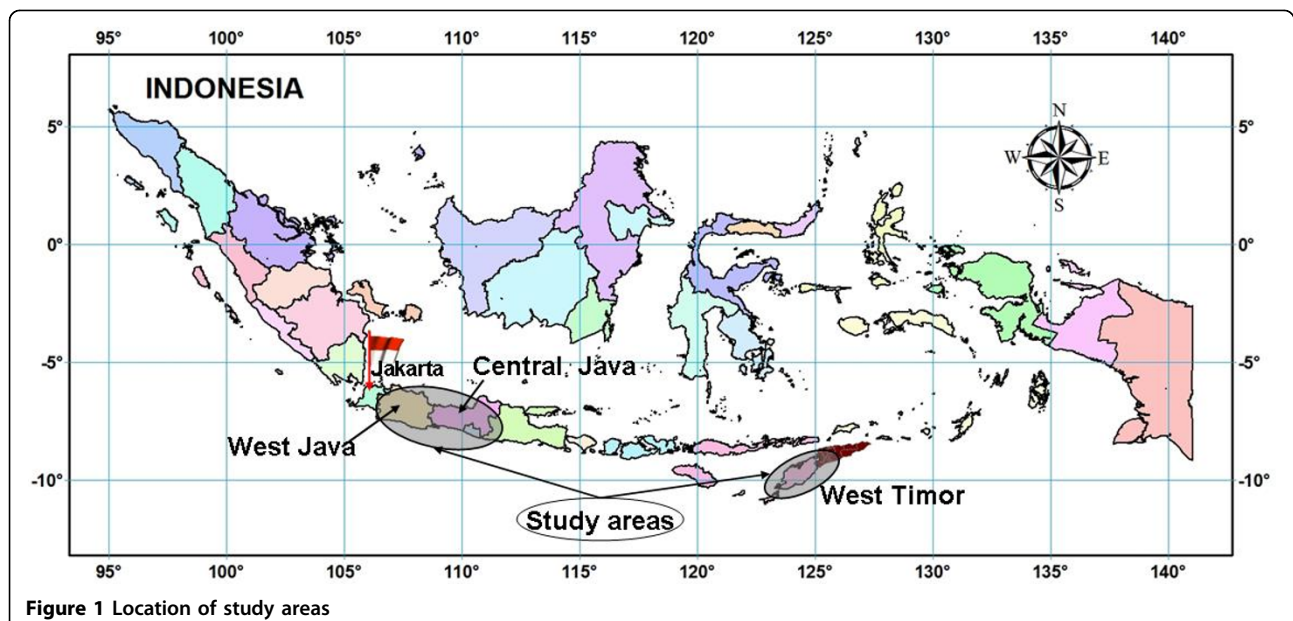 95° 100° 105° 110° 115° 120° 125° 130° 135° 140°
INDONESIA
N
5° 5°
W E
S
0° 0°
-5° -5°
Jakarta
Central Java
West Java
-10° -10°
West Timor
Study areas
95° 100° 105° 110° 115° 120° 125° 130° 135° 140°
Figure 1 Location of study areas